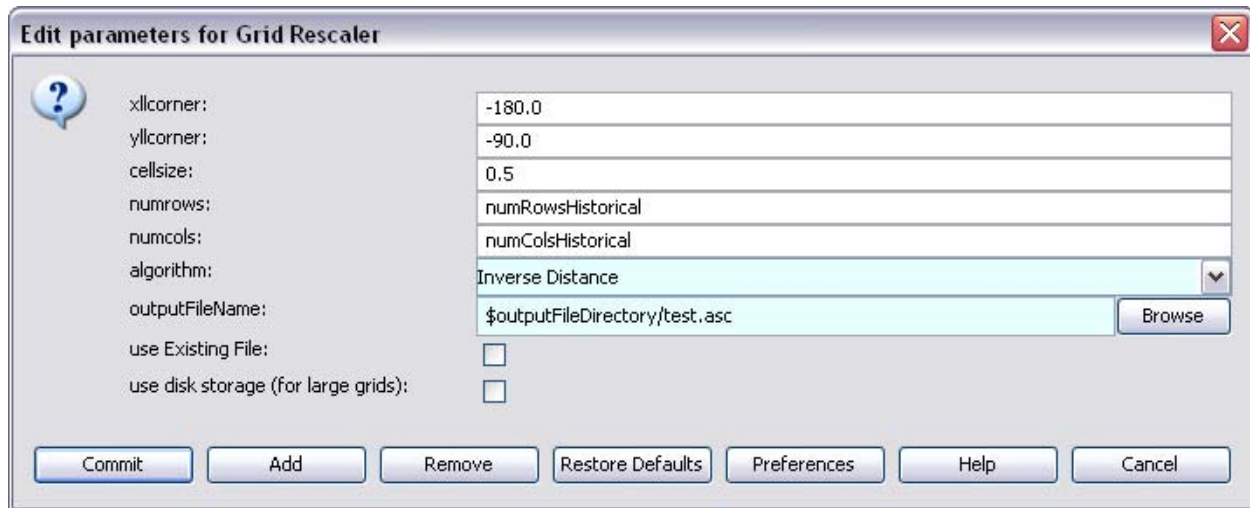 Edit parameters for Grid Rescaler
xllcorner: -180.0
yllcorner: -90.0
cellsize: 0.5
numrows: numRowsHistorical
numcols: numColsHistorical
algorithm: Inverse Distance
outputFileName: $outputFileDirectory/test.asc Browse
use Existing File:
use disk storage (for large grids):
Commit Add Remove Restore Defaults Preferences Help Cancel